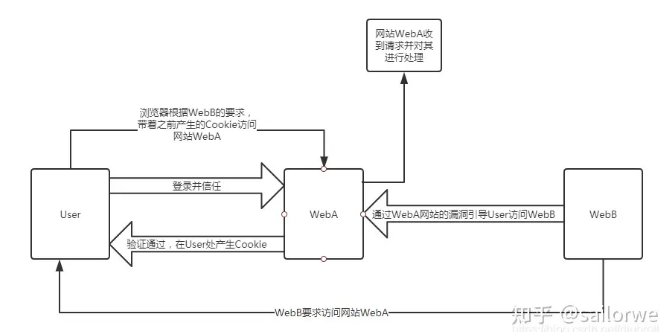 网站WebA收
到请求并对其
进行处理
浏览器根据WebB的要求，
带着之前产生的Cookie访问
网站WebA
登录并信任
User
WebA
通过WebA网站的漏洞引导User访问WebB
WebB
验证通过，在User处产生Cookie
WebB要求访问网站WebA
知乎 @sailorwe